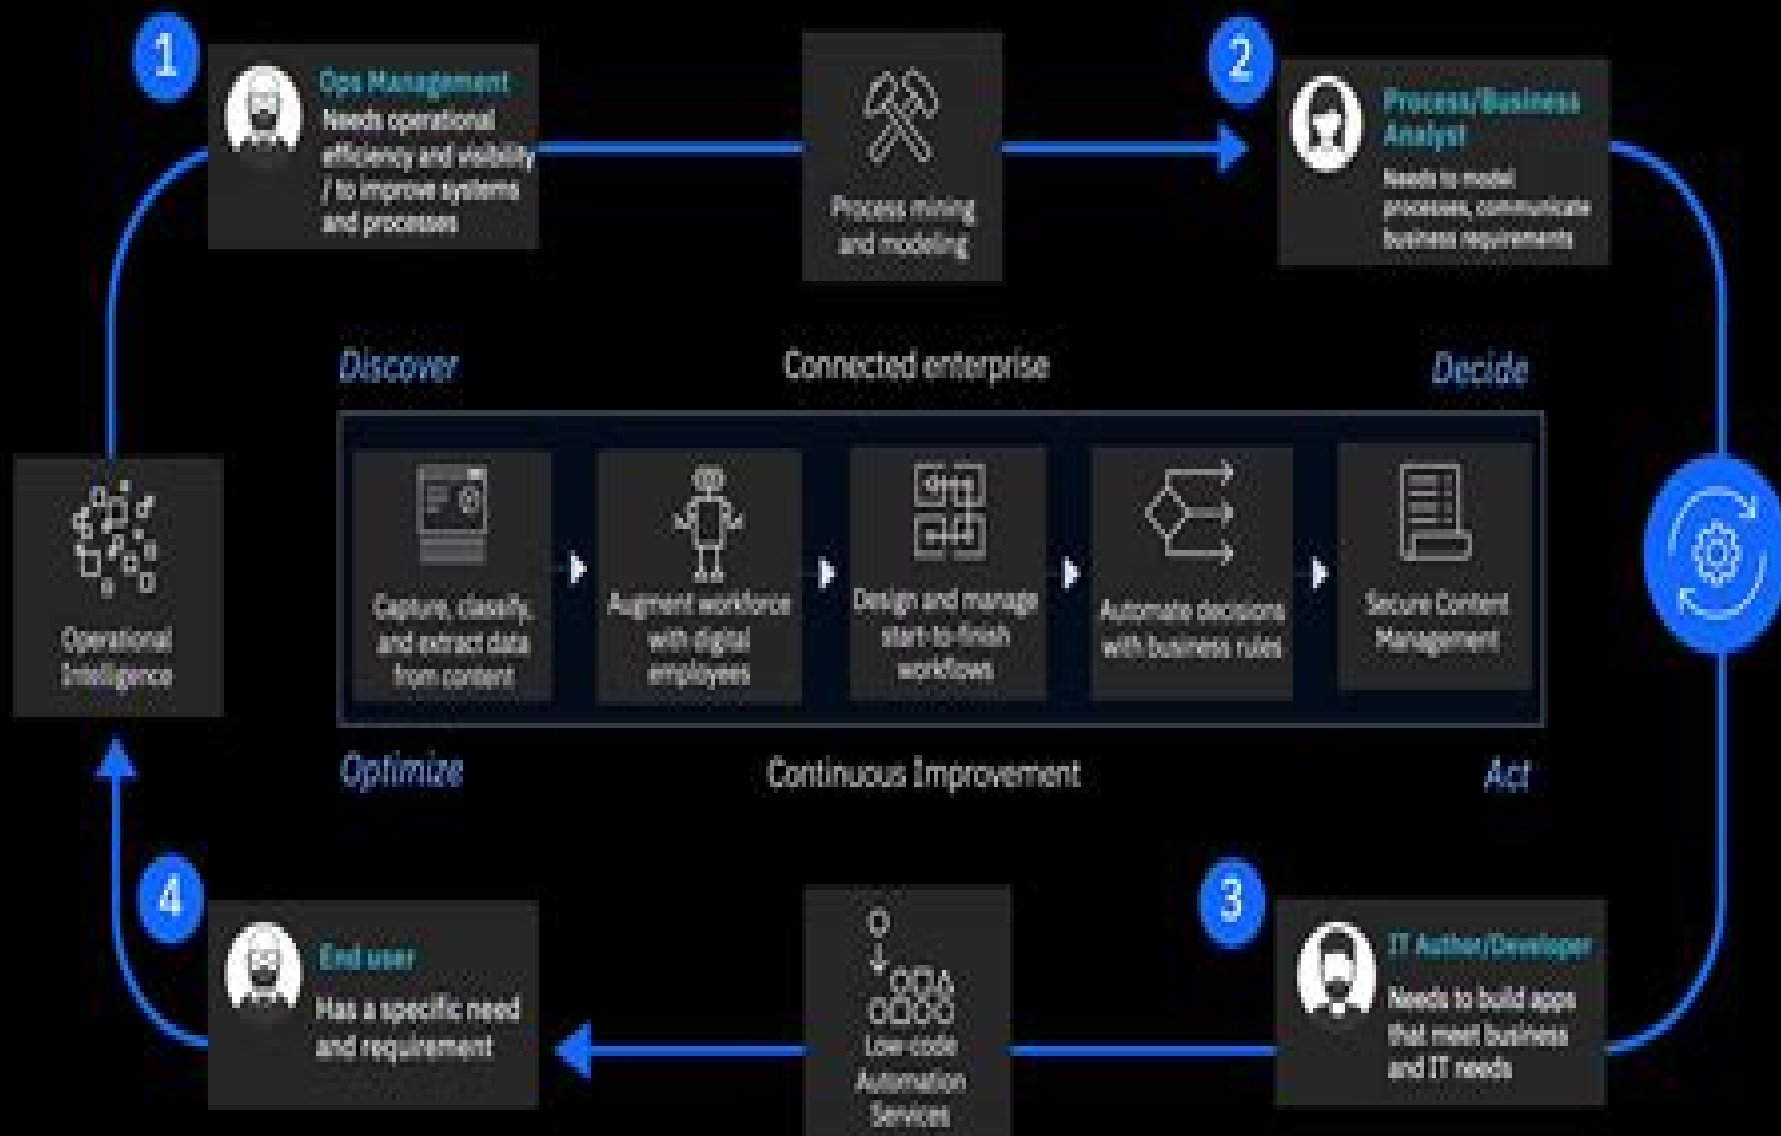 1
Ops Management
Needs operational
efficiency and visibility
/ to improve systems
and processes
Process mining
and modeling
2
Process/Business
Analyst
Needs to model
processes, communicate
business requirements
Discover
Connected enterprise
Decide
Operational
Intelligence
Capture, classify,
and extract data
from content
Augment workforce
with digital
employees
Design and manage
start-to-finish
workflows
Automate decisions
with business rules
Secure Content
Management
Optimize
Continuous Improvement
Act
4
End user
Has a specific need
and requirement
Low-code
Automation
Services
3
IT Author/Developer
Needs to build apps
that meet business
and IT needs